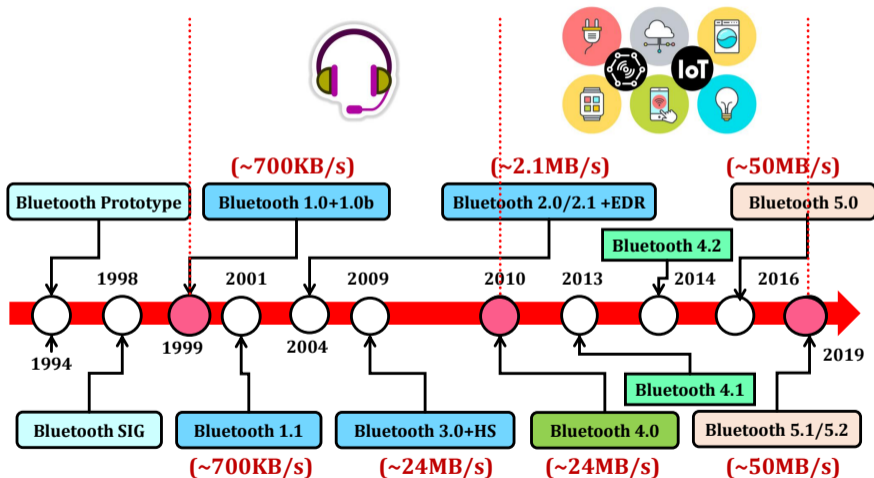 IoT
(~700KB/s)
(~2.1MB/s)
(~50MB/s)
Bluetooth Prototype
Bluetooth 1.0+1.0b
Bluetooth 2.0/2.1 +EDR
Bluetooth 5.0
Bluetooth 4.2
1998
2001
2009
2010
2013
2014
2016
1994
1999
2004
2019
Bluetooth 4.1
Bluetooth SIG
Bluetooth 1.1
Bluetooth 3.0+HS
Bluetooth 4.0
Bluetooth 5.1/5.2
(~700KB/s)
(~24MB/s)
(~24MB/s)
(~50MB/s)